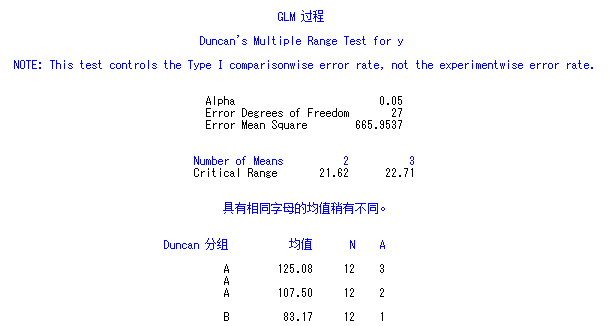 GLM 过程
Duncan's Multiple Range Test for y
NOTE: This test controls the Type I comparisonwise error rate, not the experimentwise error rate.
Alpha 0.05
Error Degrees of Freedom 27
Error Mean Square 665.9537
Number of Means 2 3
Critical Range 21.62 22.71
具有相同字母的均值稍有不同。
Duncan 分组 均值 N A
A 125.08 12 3
A
A 107.50 12 2
B 83.17 12 1